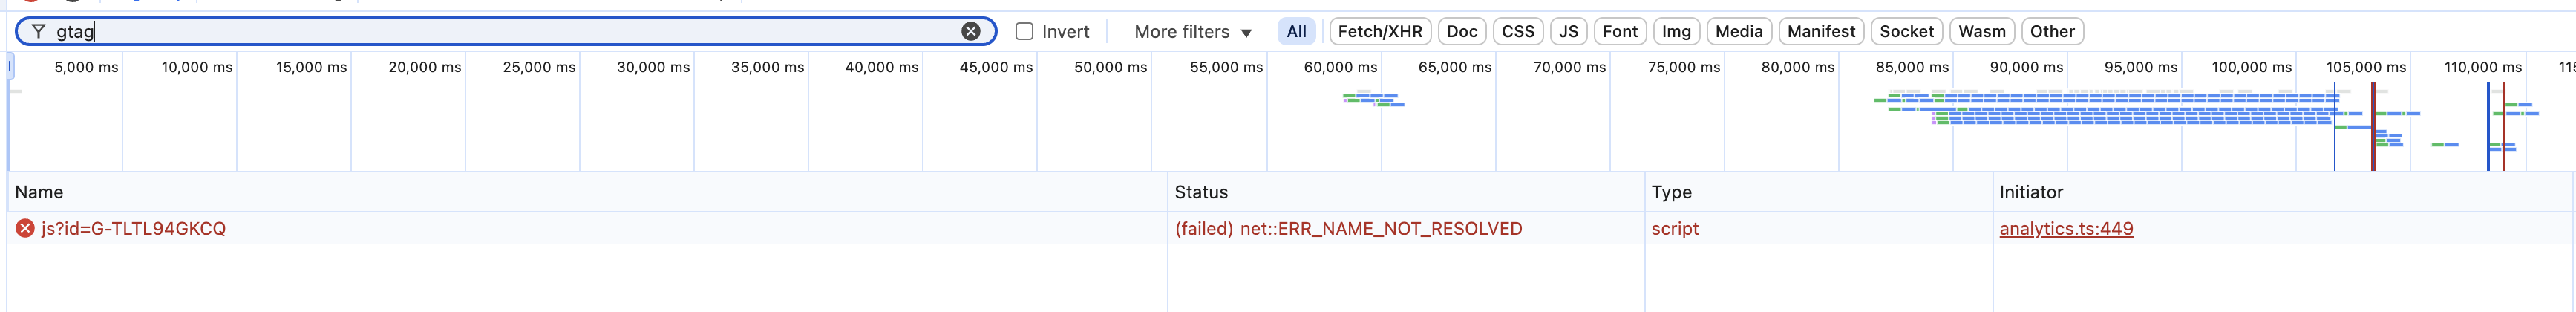 gtag Invert More filters All Fetch/XHR Doc CSS JS Font Img Media Manifest Socket Wasm Other
5,000 ms 10,000 ms 15,000 ms 20,000 ms 25,000 ms 30,000 ms 35,000 ms 40,000 ms 45,000 ms 50,000 ms 55,000 ms 60,000 ms 65,000 ms 70,000 ms 75,000 ms 80,000 ms 85,000 ms 90,000 ms 95,000 ms 100,000 ms 105,000 ms 110,000 ms
Name Status Type Initiator
js?id=G-TLTL94GKCQ (failed) net::ERR_NAME_NOT_RESOLVED script analytics.ts:449